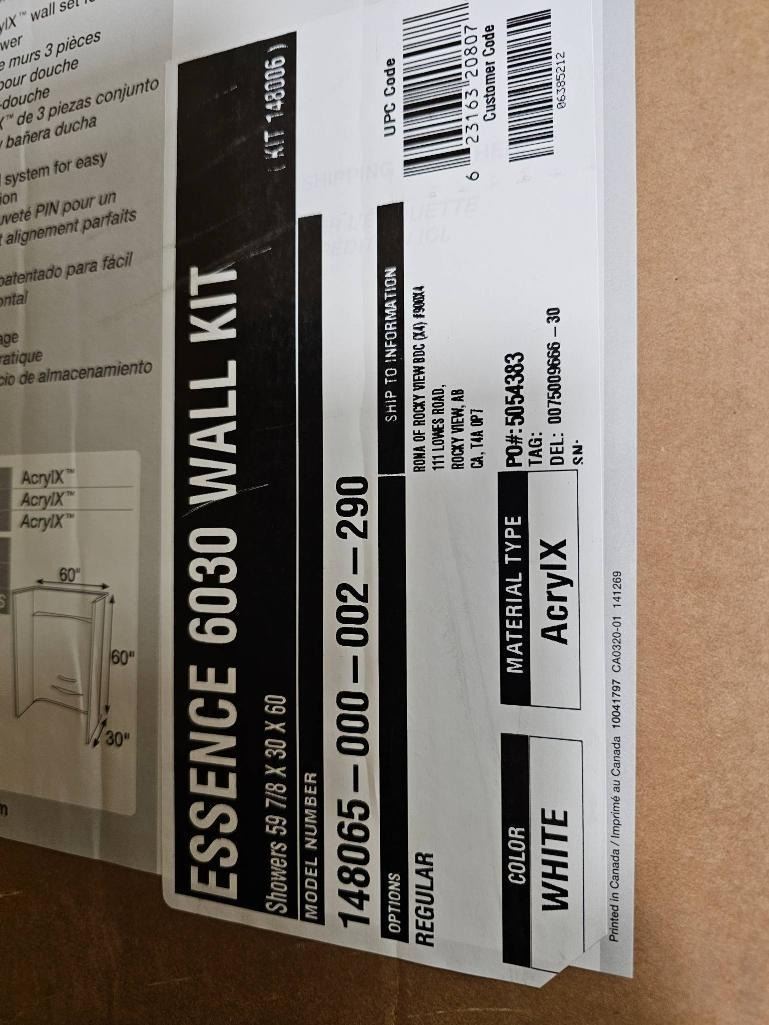 ylX™ wall set
wer
murs 3 pièces
pour douche
-douche
de 3 piezas conjunto
bañera ducha
system for easy
ion
uveté PIN pour un
t alignement parfaits
patentado para fácil
ontal
age
ratique
cio de almacenamiento
AcrylX™
AcrylX™
AcrylX™
60"
60"
30"
ESSENCE 6030 WALL KIT
Showers 59 7/8 X 30 X 60 (KIT 148006)
MODEL NUMBER
148065-000-002-290
OPTIONS
REGULAR
SHIP TO INFORMATION
RONA OF ROCKY VIEW BDC (X4) #900X4
111 LOWES ROAD,
ROCKY VIEW, AB
CA, T4A 0P7
UPC Code
6 23163 20807
Customer Code
06385212
COLOR
WHITE
MATERIAL TYPE
AcrylX
PO#:5054383
TAG:
DEL: 0075009666-30
SN:
Printed in Canada / Imprimé au Canada 10041797 CA0320-01 141269